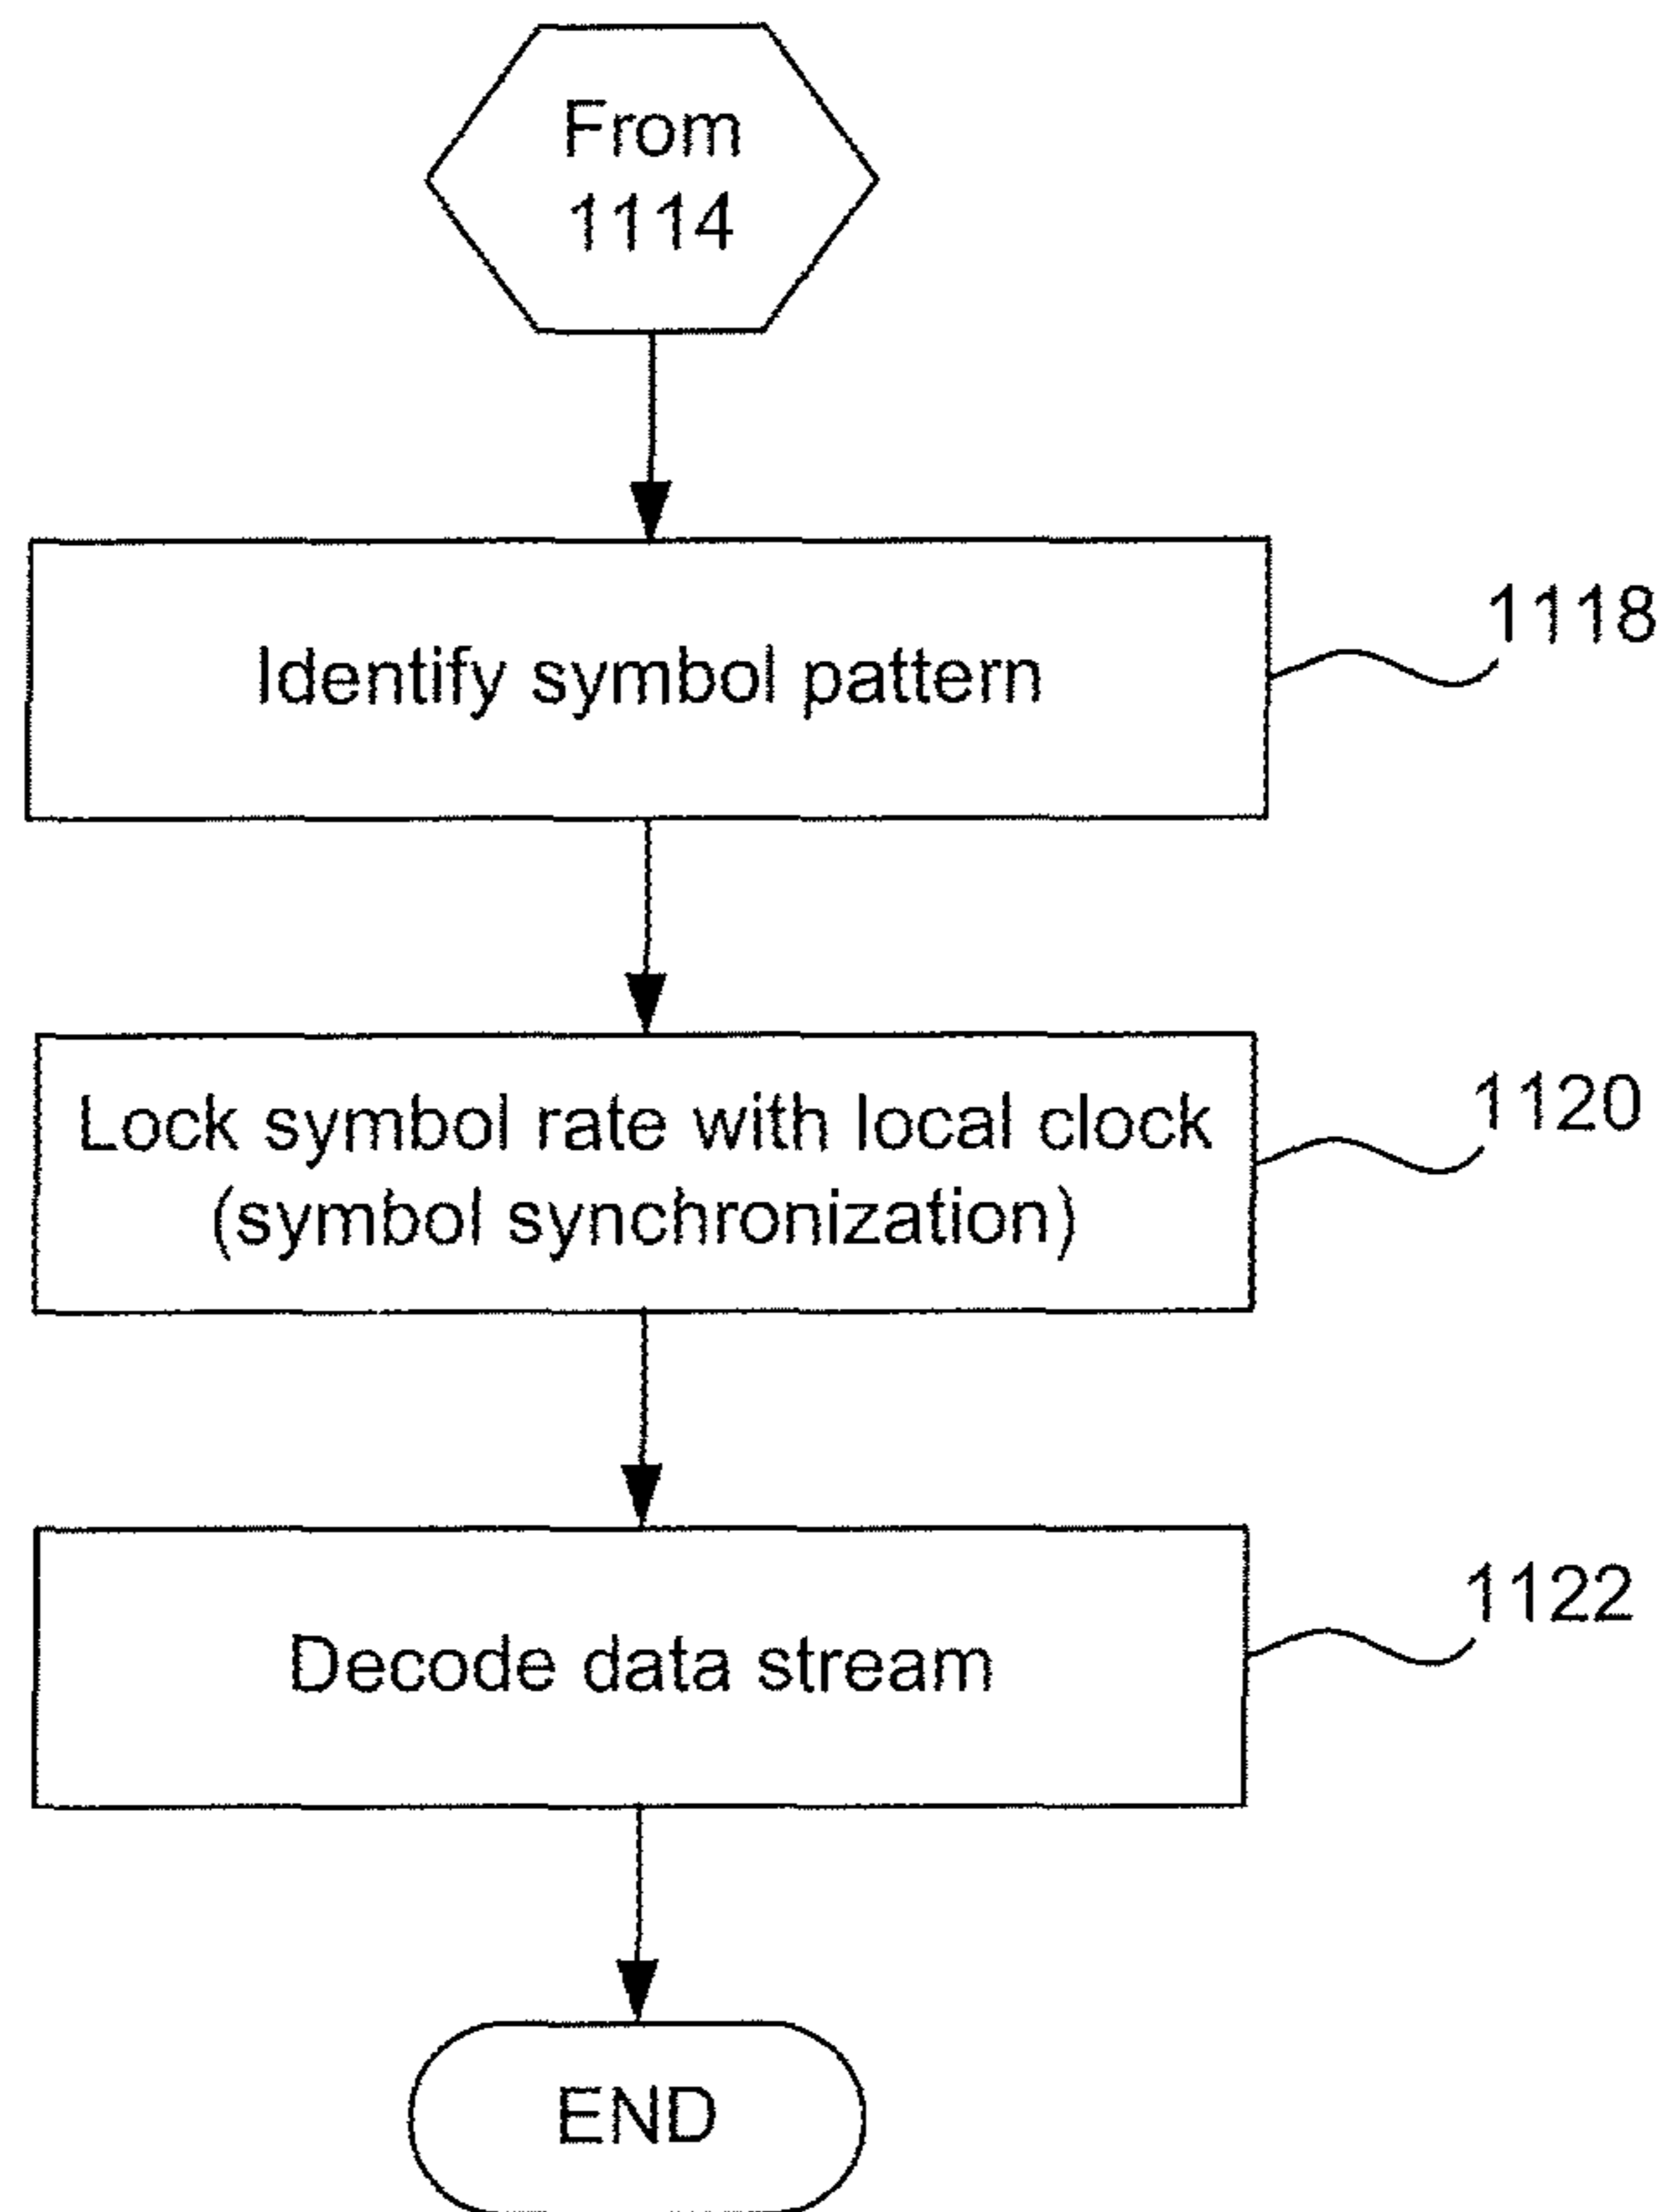 From
1114
Identify symbol pattern
1118
Lock symbol rate with local clock
(symbol synchronization)
1120
Decode data stream
1122
END